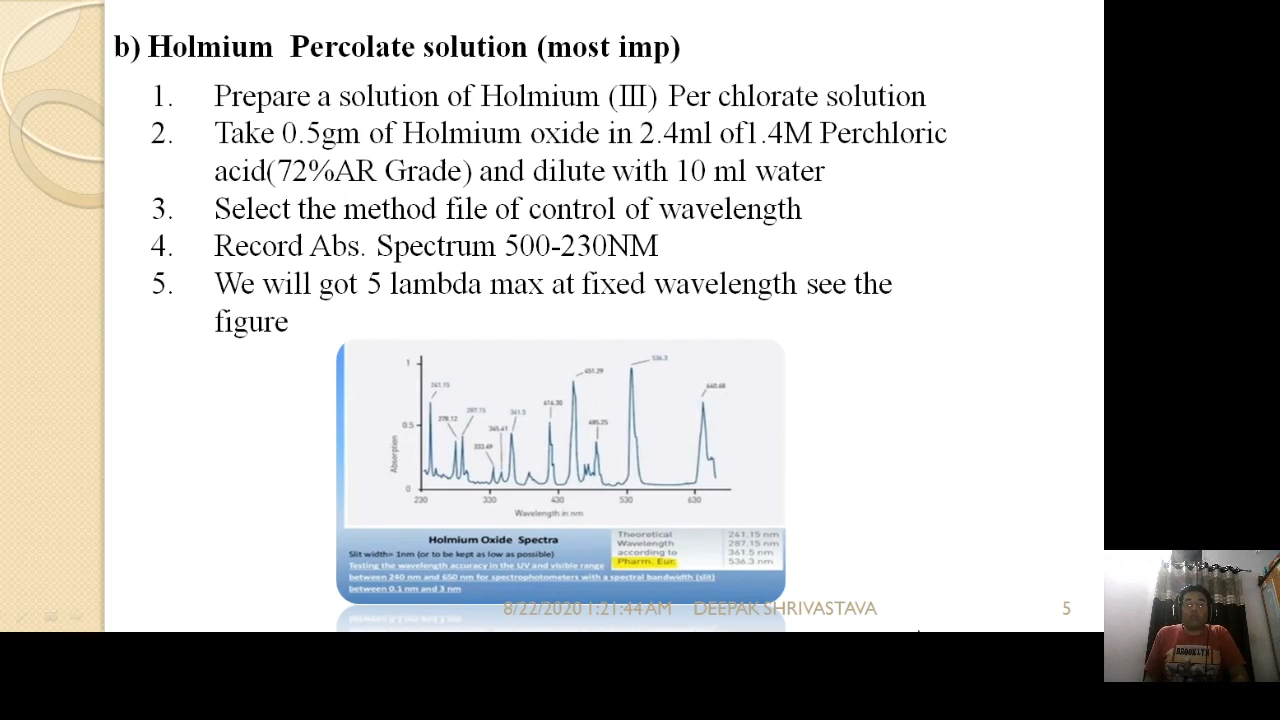 b) Holmium Percolate solution (most imp)
1. Prepare a solution of Holmium (III) Per chlorate solution
2. Take 0.5gm of Holmium oxide in 2.4ml of1.4M Perchloric
acid(72%AR Grade) and dilute with 10 ml water
3. Select the method file of control of wavelength
4. Record Abs. Spectrum 500-230NM
5. We will got 5 lambda max at fixed wavelength see the
figure
1
536.3
451.29
241.15
640.68
287.15
361.5
416.30
278.12
0.5
345.41
485.25
333.49
Absorption
0
230 330 430 530 630
Wavelength in nm
Holmium Oxide Spectra
Slit width= 1nm (or to be kept as low as possible)
Testing the wavelength accuracy in the UV and visible range
between 240 nm and 650 nm for spectrophotometers with a spectral bandwidth (slit)
between 0.1 nm and 3 nm
Theoretical 241.15 nm
Wavelength 287.15 nm
according to 361.5 nm
Pharm. Eur. 536.3 nm
8/22/2020 1:21:44 AM DEEPAK SHRIVASTAVA 5
BROOKLYN